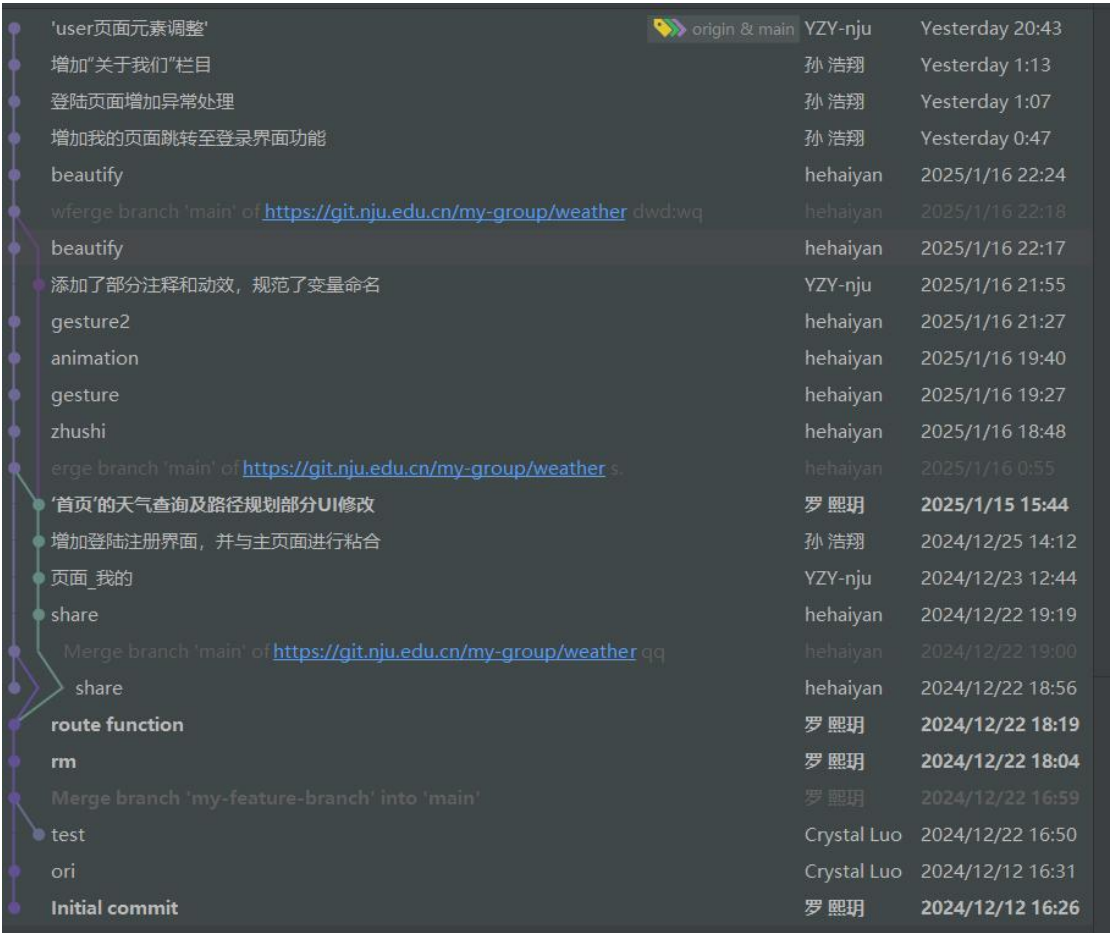 'user页面元素调整' origin & main YZY-nju Yesterday 20:43
增加“关于我们”栏目 孙 浩翔 Yesterday 1:13
登陆页面增加异常处理 孙 浩翔 Yesterday 1:07
增加我的页面跳转至登录界面功能 孙 浩翔 Yesterday 0:47
beautify hehaiyan 2025/1/16 22:24
wferge branch 'main' of https://git.nju.edu.cn/my-group/weather dwd:wq hehaiyan 2025/1/16 22:18
beautify hehaiyan 2025/1/16 22:17
添加了部分注释和动效，规范了变量命名 YZY-nju 2025/1/16 21:55
gesture2 hehaiyan 2025/1/16 21:27
animation hehaiyan 2025/1/16 19:40
gesture hehaiyan 2025/1/16 19:27
zhushi hehaiyan 2025/1/16 18:48
erge branch 'main' of https://git.nju.edu.cn/my-group/weather s. hehaiyan 2025/1/16 0:55
‘首页’的天气查询及路径规划部分UI修改 罗 熙玥 2025/1/15 15:44
增加登陆注册界面，并与主页面进行粘合 孙 浩翔 2024/12/25 14:12
页面_我的 YZY-nju 2024/12/23 12:44
share hehaiyan 2024/12/22 19:19
Merge branch 'main' of https://git.nju.edu.cn/my-group/weather qq hehaiyan 2024/12/22 19:00
share hehaiyan 2024/12/22 18:56
route function 罗 熙玥 2024/12/22 18:19
rm 罗 熙玥 2024/12/22 18:04
Merge branch 'my-feature-branch' into 'main' 罗 熙玥 2024/12/22 16:59
test Crystal Luo 2024/12/22 16:50
ori Crystal Luo 2024/12/12 16:31
Initial commit 罗 熙玥 2024/12/12 16:26